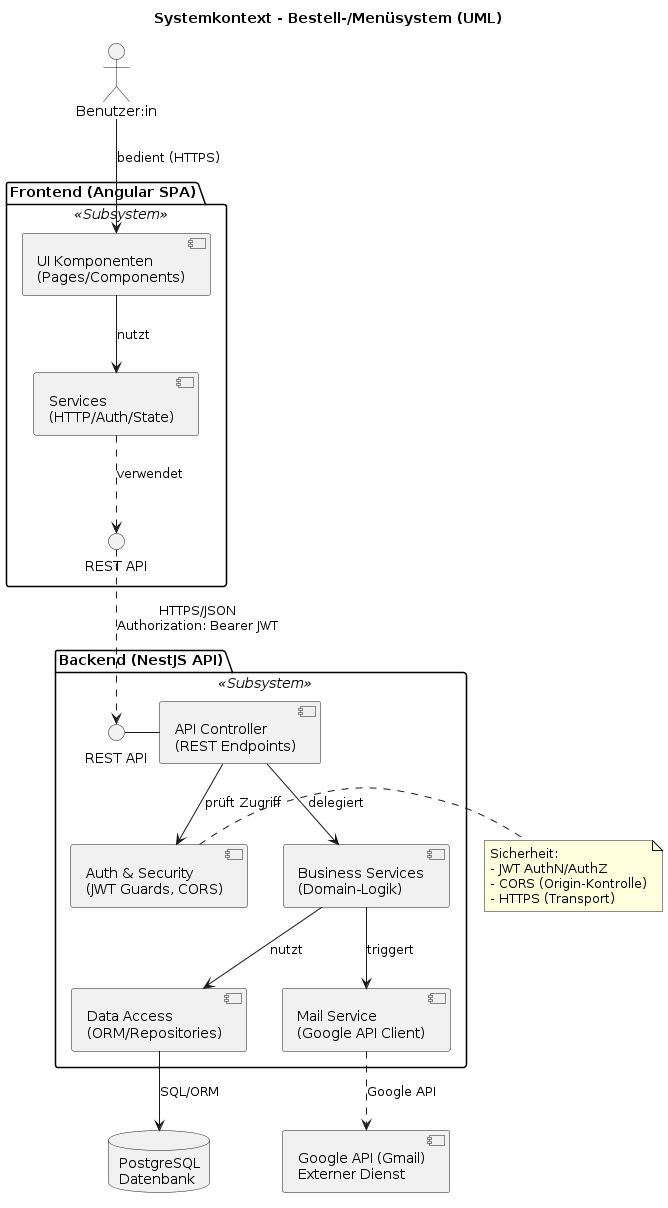 Systemkontext - Bestell-/Menüsystem (UML)
Benutzer:in
bedient (HTTPS)
Frontend (Angular SPA)
«Subsystem»
UI Komponenten
(Pages/Components)
nutzt
Services
(HTTP/Auth/State)
verwendet
REST API
HTTPS/JSON
Authorization: Bearer JWT
Backend (NestJS API)
«Subsystem»
API Controller
(REST Endpoints)
REST API
prüft Zugriff
delegiert
Auth & Security
(JWT Guards, CORS)
Business Services
(Domain-Logik)
Sicherheit:
- JWT AuthN/AuthZ
- CORS (Origin-Kontrolle)
- HTTPS (Transport)
nutzt
triggert
Data Access
(ORM/Repositories)
Mail Service
(Google API Client)
SQL/ORM
Google API
PostgreSQL
Datenbank
Google API (Gmail)
Externer Dienst